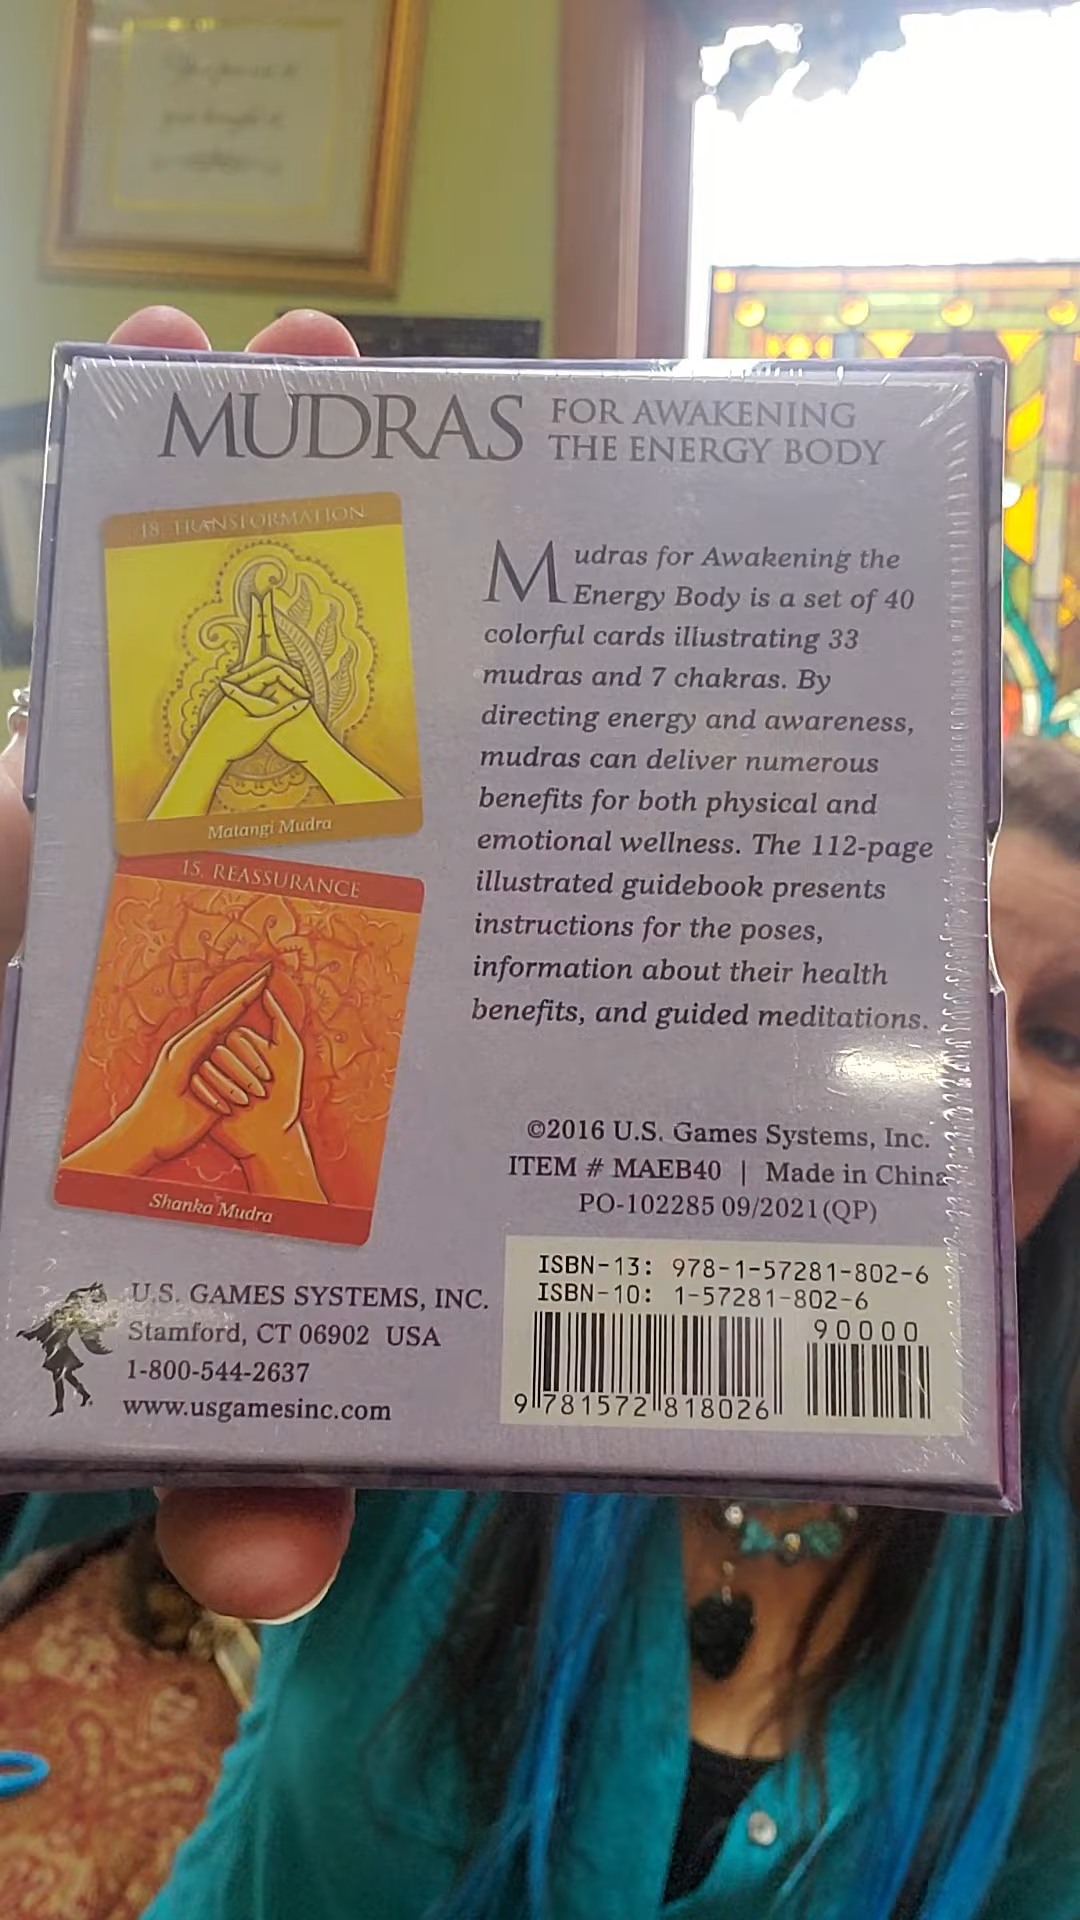 MUDRAS FOR AWAKENING
THE ENERGY BODY
18. TRANSFORMATION
Matangi Mudra
15. REASSURANCE
Shanka Mudra
Mudras for Awakening the
Energy Body is a set of 40
colorful cards illustrating 33
mudras and 7 chakras. By
directing energy and awareness,
mudras can deliver numerous
benefits for both physical and
emotional wellness. The 112-page
illustrated guidebook presents
instructions for the poses,
information about their health
benefits, and guided meditations.
©2016 U.S. Games Systems, Inc.
ITEM # MAEB40 | Made in China
PO-102285 09/2021(QP)
U.S. GAMES SYSTEMS, INC.
Stamford, CT 06902 USA
1-800-544-2637
www.usgamesinc.com
ISBN-13: 978-1-57281-802-6
ISBN-10: 1-57281-802-6
90000
9 781572 818026